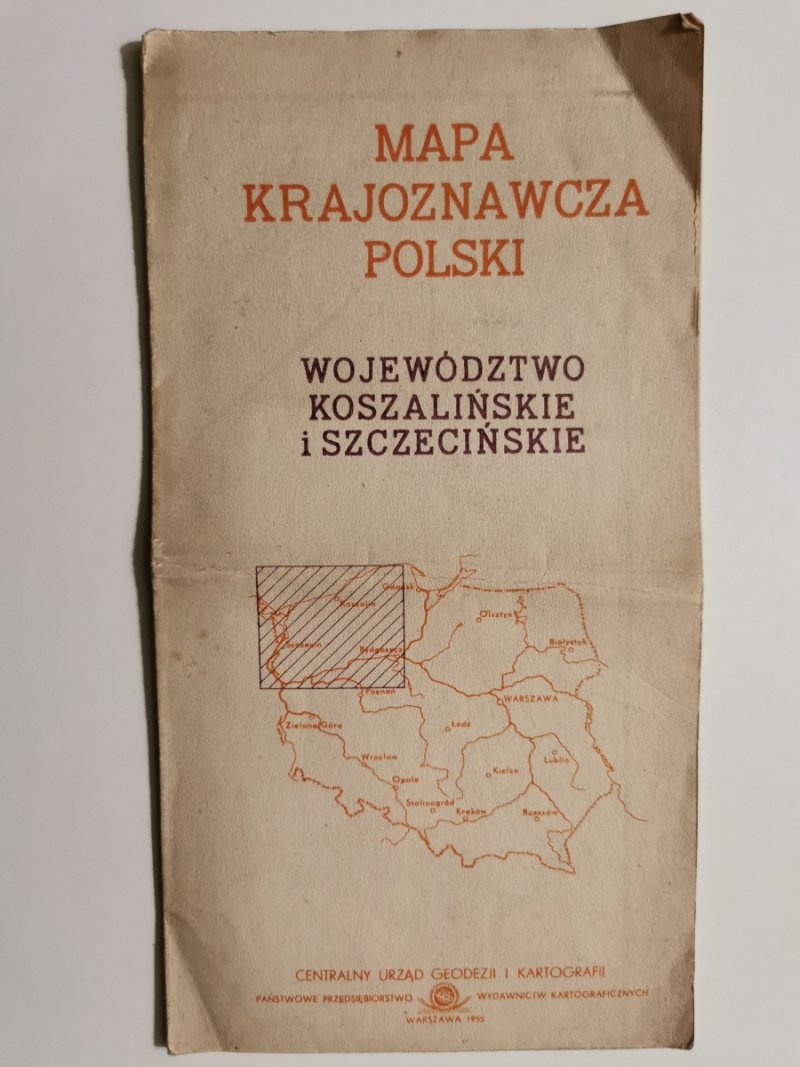 MAPA
KRAJOZNAWCZA
POLSKI
WOJEWÓDZTWO
KOSZALIŃSKIE
i SZCZECIŃSKIE
Gdańsk
Koszalin
Olsztyn
Szczecin
Bydgoszcz
Białystok
Poznań
WARSZAWA
Zielona Góra
Łódź
Wrocław
Lublin
Kielce
Opole
Stalinogród
Kraków
Rzeszów
CENTRALNY URZĄD GEODEZJI I KARTOGRAFII
PAŃSTWOWE PRZEDSIĘBIORSTWO WYDAWNICTW KARTOGRAFICZNYCH
WARSZAWA 1955